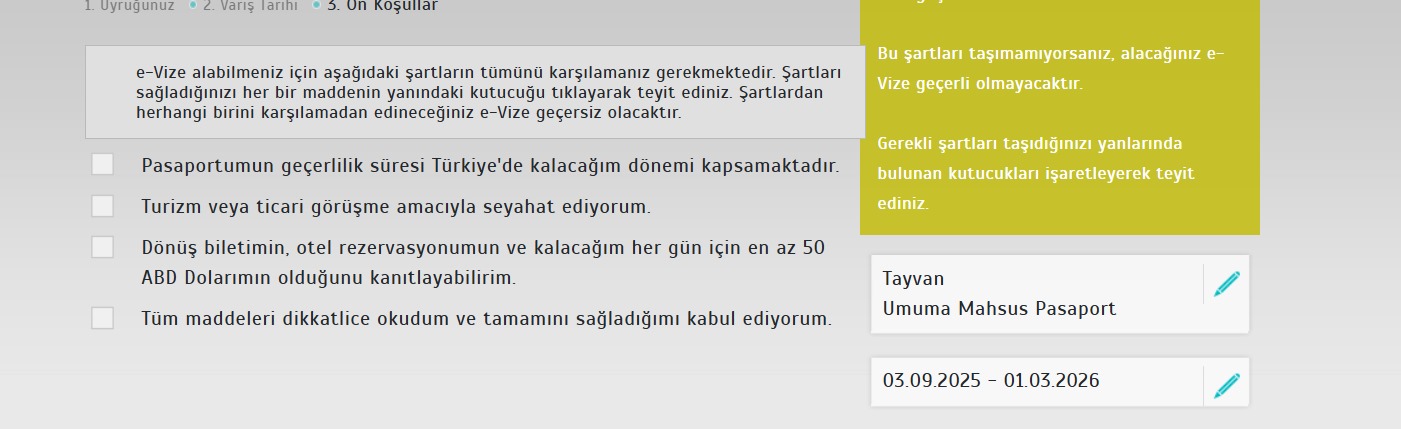 1. Uyruğunuz 2. Varış Tarihi 3. Ön Koşullar
e-Vize alabilmeniz için aşağıdaki şartların tümünü karşılamanız gerekmektedir. Şartları
sağladığınızı her bir maddenin yanındaki kutucuğu tıklayarak teyit ediniz. Şartlardan
herhangi birini karşılamadan edineceğiniz e-Vize geçersiz olacaktır.
Pasaportumun geçerlilik süresi Türkiye'de kalacağım dönemi kapsamaktadır.
Turizm veya ticari görüşme amacıyla seyahat ediyorum.
Dönüş biletimin, otel rezervasyonumun ve kalacağım her gün için en az 50
ABD Dolarımın olduğunu kanıtlayabilirim.
Tüm maddeleri dikkatlice okudum ve tamamını sağladığımı kabul ediyorum.
Bu şartları taşımamıyorsanız, alacağınız e-
Vize geçerli olmayacaktır.
Gerekli şartları taşıdığınızı yanlarında
bulunan kutucukları işaretleyerek teyit
ediniz.
Tayvan
Umuma Mahsus Pasaport
03.09.2025 - 01.03.2026